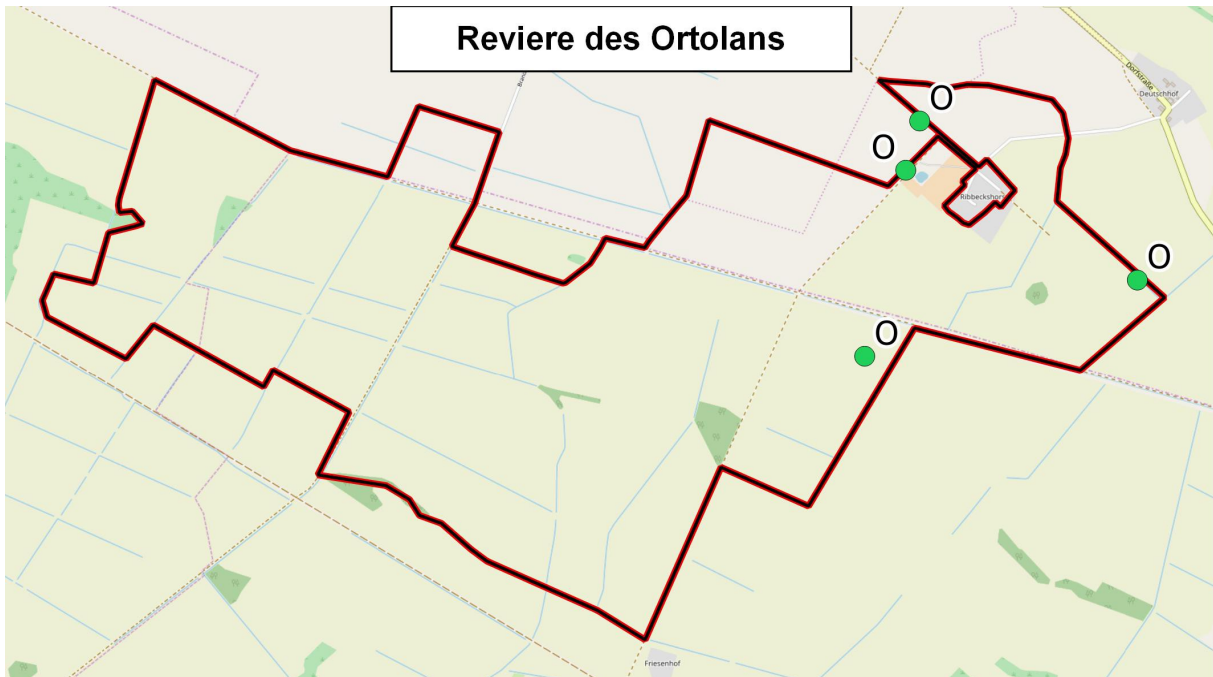 Reviere des Ortolans
Dorfstraße
Deutschhof
O
O
Ribbeckshorst
O
O
Friesenhof